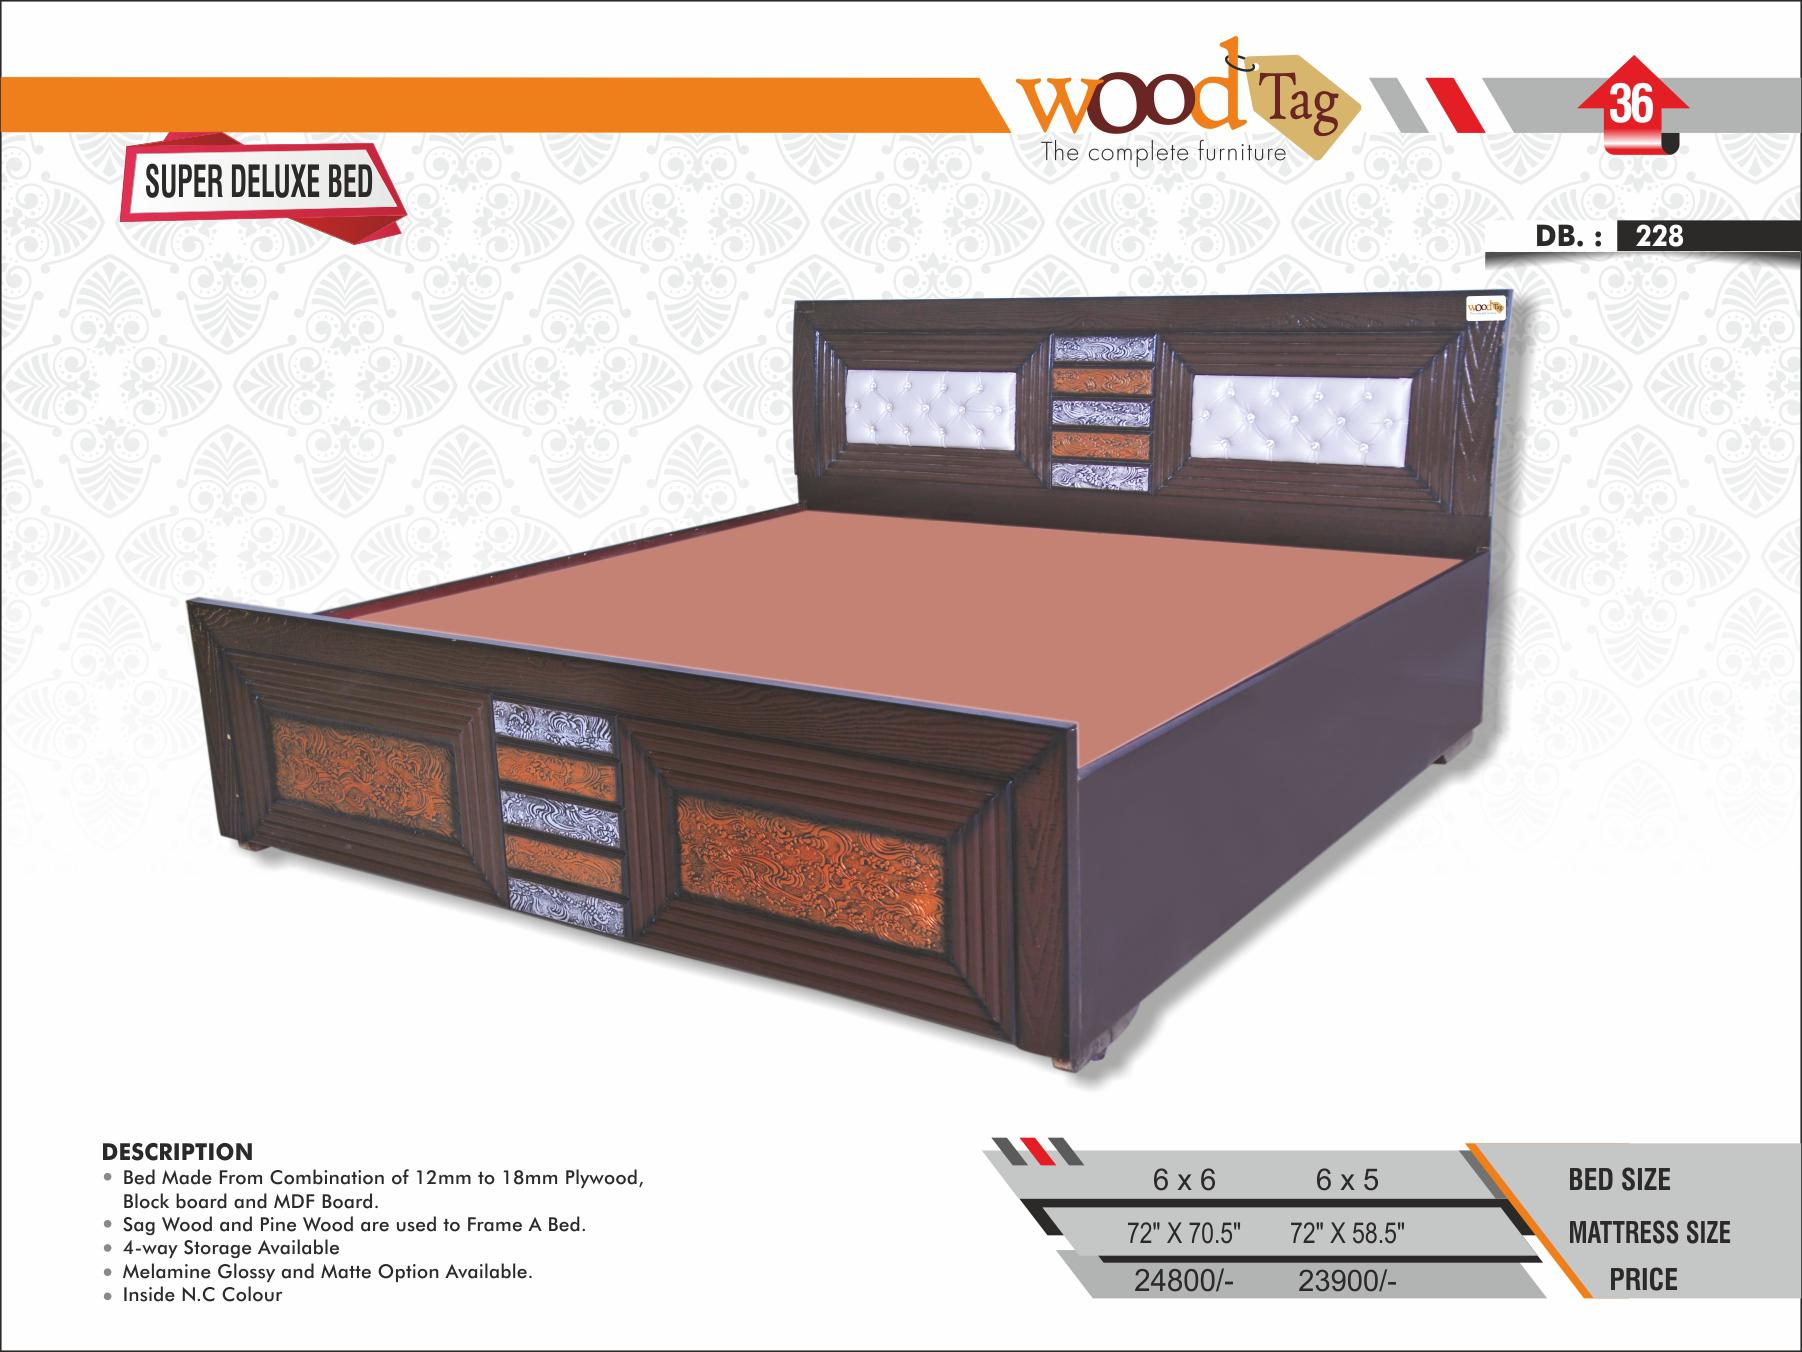 wood Tag
The complete furniture
36
SUPER DELUXE BED
DB. : 228
wood Tag
DESCRIPTION
• Bed Made From Combination of 12mm to 18mm Plywood,
Block board and MDF Board.
• Sag Wood and Pine Wood are used to Frame A Bed.
• 4-way Storage Available
• Melamine Glossy and Matte Option Available.
• Inside N.C Colour
6 x 6 6 x 5 BED SIZE
72" X 70.5" 72" X 58.5" MATTRESS SIZE
24800/- 23900/- PRICE